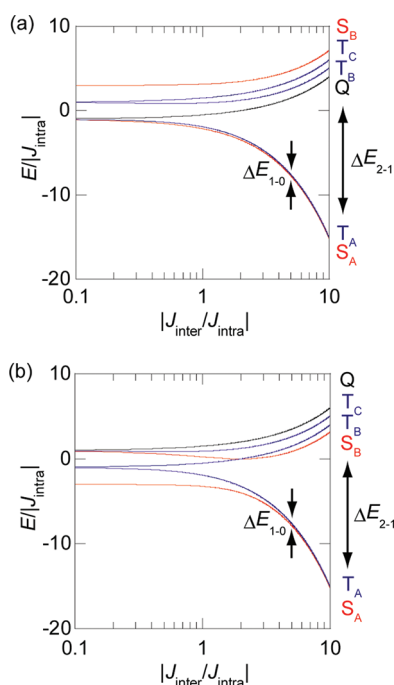 (a)
10
0
-10
-20
E/|J_intra|
0.1
1
10
|J_inter/J_intra|
ΔE_1-0
S_B
T_C
T_B
Q
ΔE_2-1
T_A
S_A
(b)
10
0
-10
-20
E/|J_intra|
0.1
1
10
|J_inter/J_intra|
ΔE_1-0
Q
T_C
T_B
S_B
ΔE_2-1
T_A
S_A